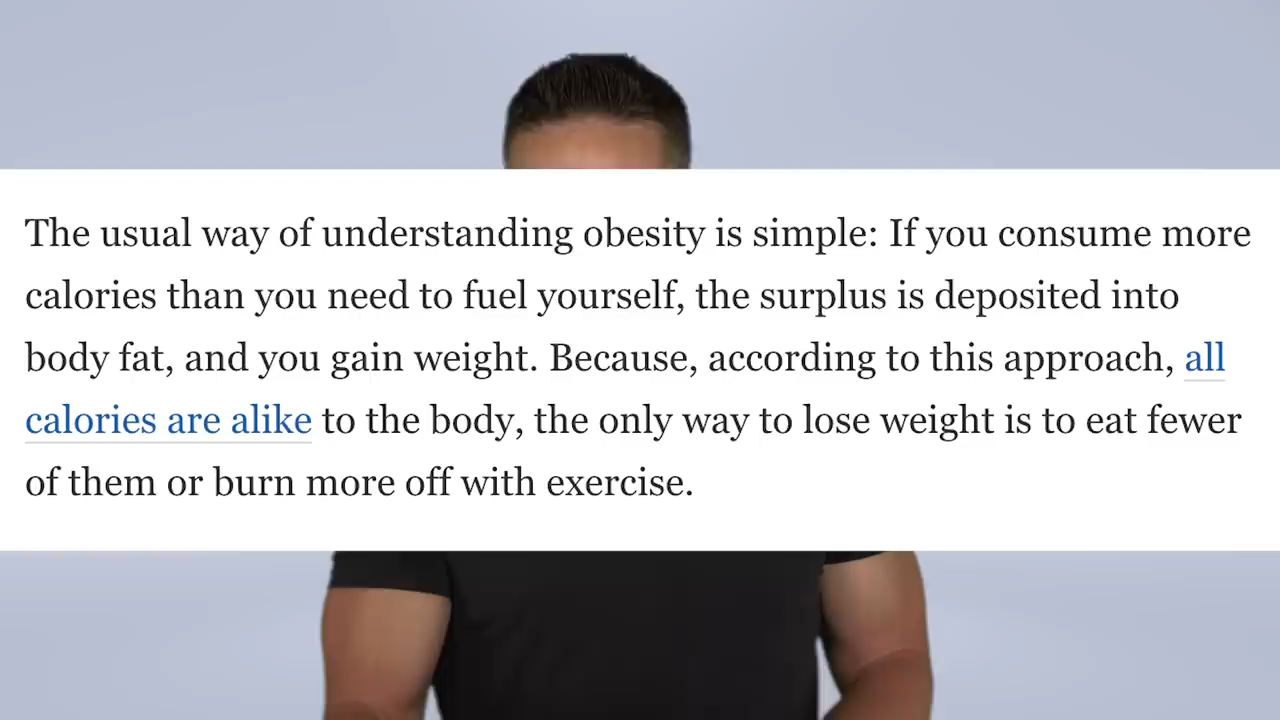 The usual way of understanding obesity is simple: If you consume more
calories than you need to fuel yourself, the surplus is deposited into
body fat, and you gain weight. Because, according to this approach, all
calories are alike to the body, the only way to lose weight is to eat fewer
of them or burn more off with exercise.